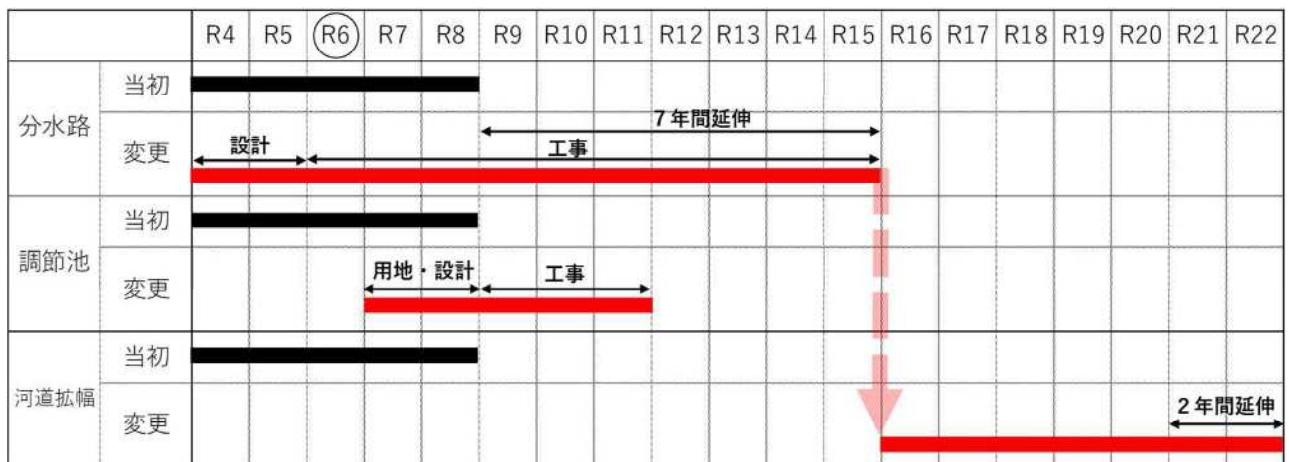 R4 R5 R6 R7 R8 R9 R10 R11 R12 R13 R14 R15 R16 R17 R18 R19 R20 R21 R22
分水路
当初
変更
7年間延伸
設計
工事
調節池
当初
変更
用地・設計
工事
河道拡幅
当初
変更
2年間延伸